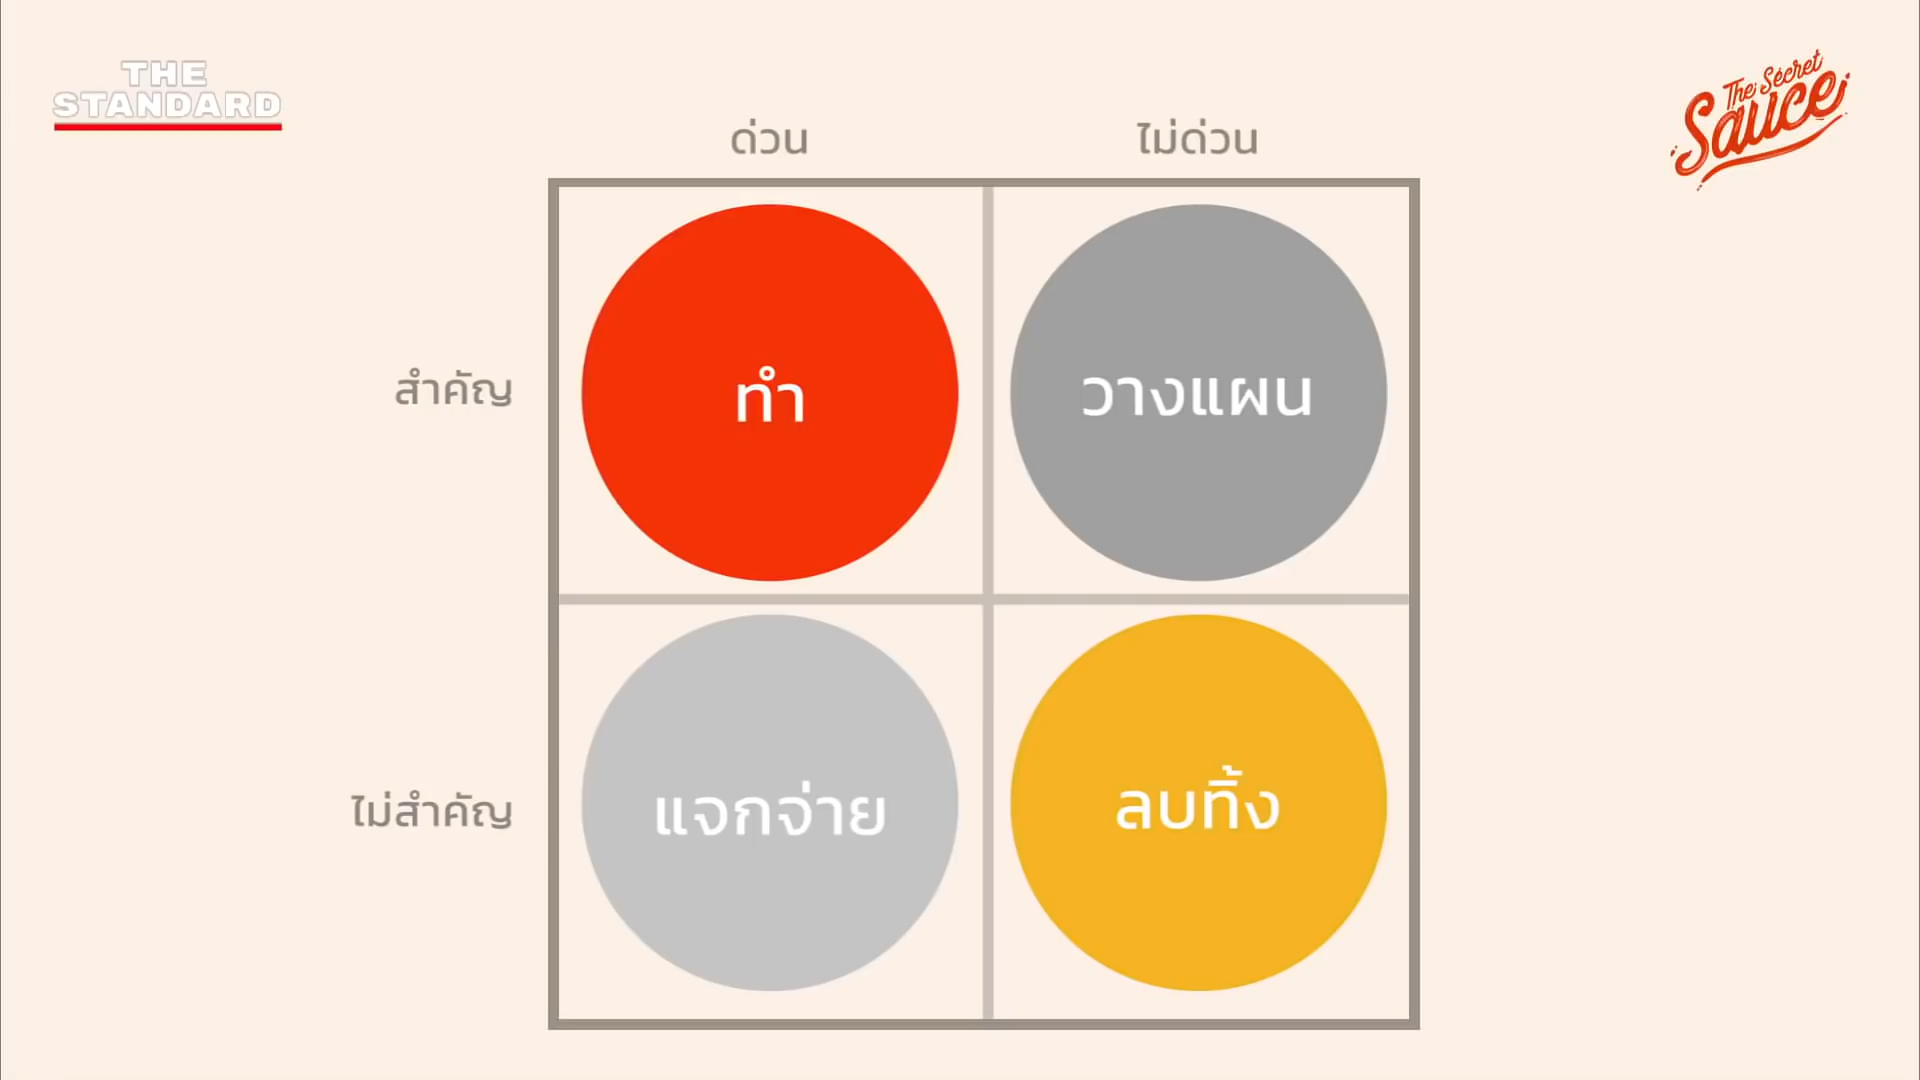 THE
STANDARD
The Secret
Sauce
ด่วน
ไม่ด่วน
สำคัญ
ทำ
วางแผน
ไม่สำคัญ
แจกจ่าย
ลบทิ้ง